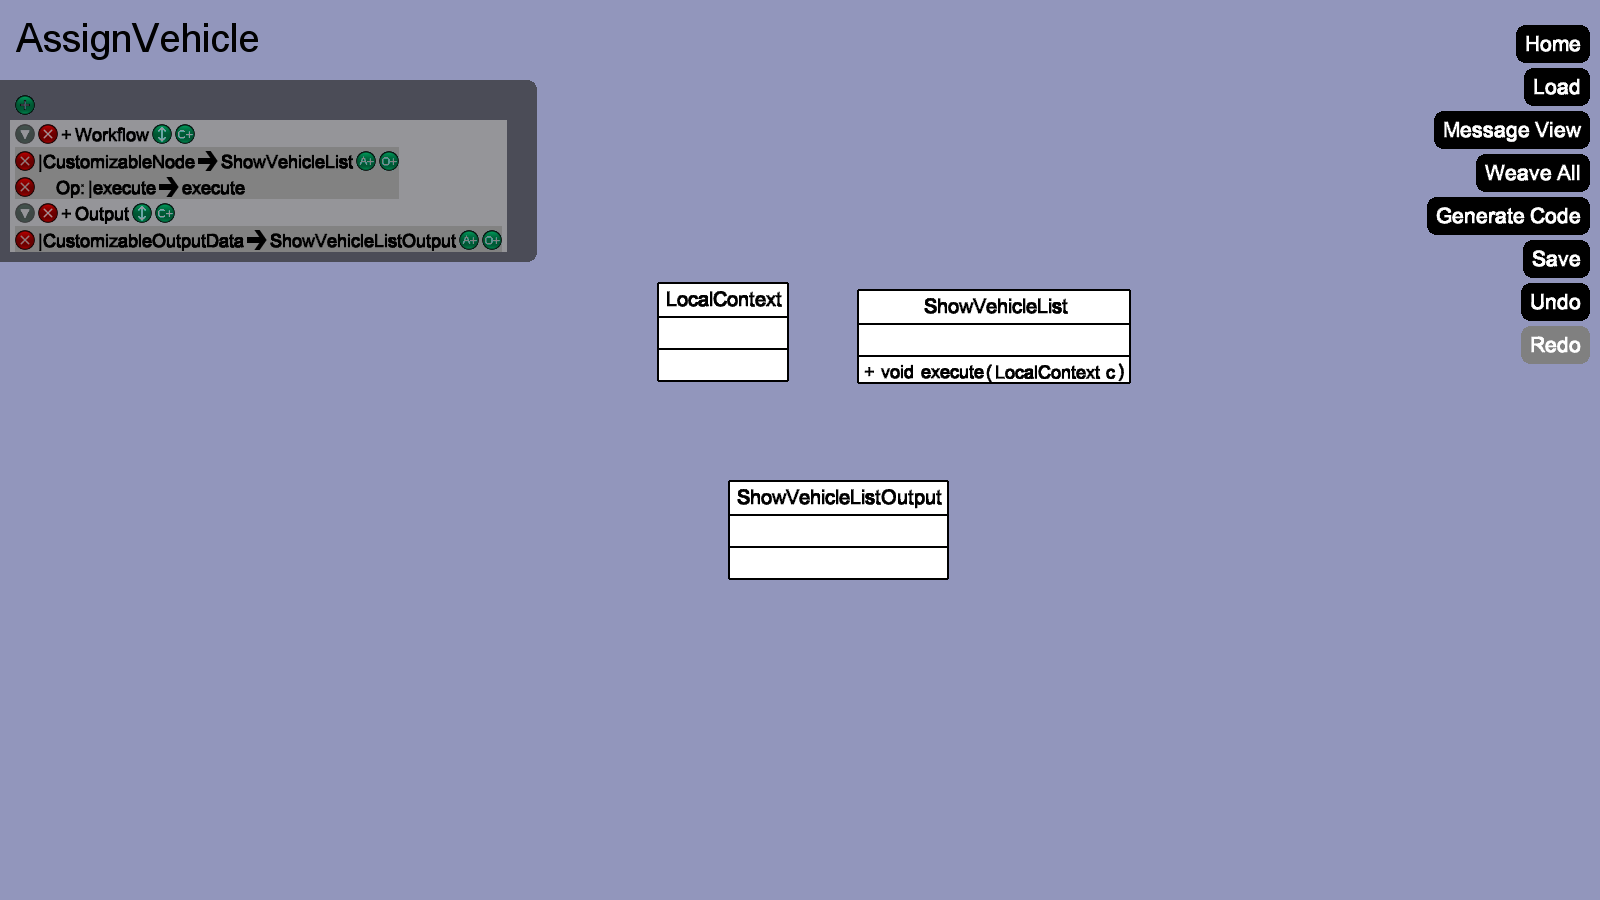 AssignVehicle
+ Workflow C+
|CustomizableNode➔ShowVehicleList A+ O+
Op: |execute➔execute
+ Output C+
|CustomizableOutputData➔ShowVehicleListOutput A+ O+
Home
Load
Message View
Weave All
Generate Code
Save
Undo
Redo
LocalContext
ShowVehicleList
+ void execute(LocalContext c)
ShowVehicleListOutput